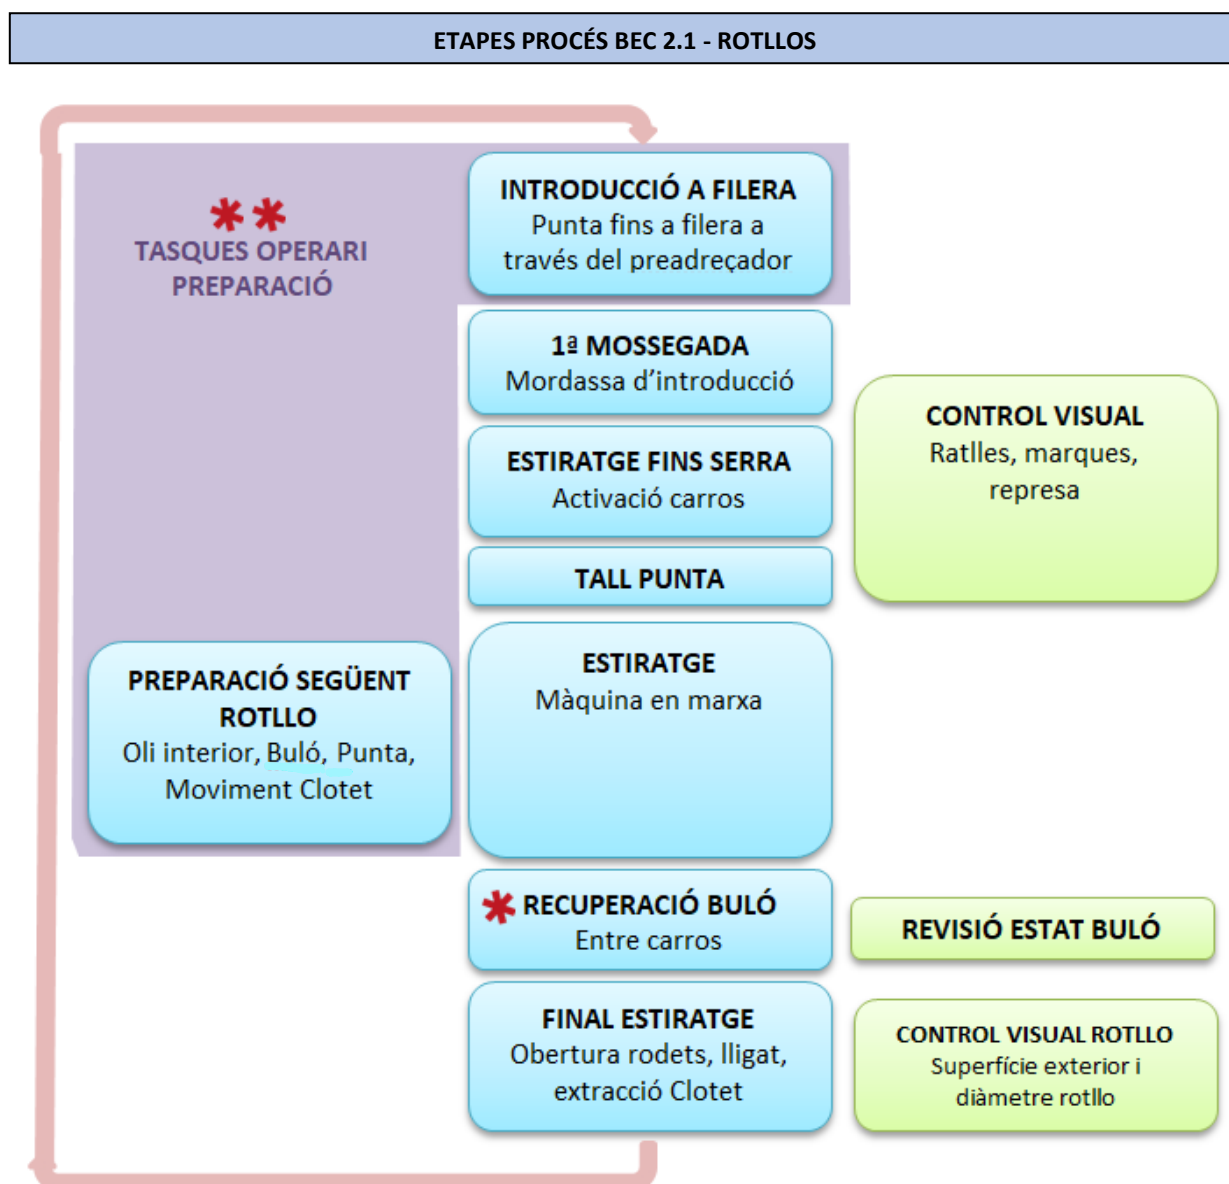 ETAPES PROCÉS BEC 2.1 - ROTLLOS
TASQUES OPERARI
PREPARACIÓ
INTRODUCCIÓ A FILERA
Punta fins a filera a
través del preadreçador
1ª MOSSEGADA
Mordassa d'introducció
ESTIRATGE FINS SERRA
Activació carros
CONTROL VISUAL
Ratlles, marques,
represa
TALL PUNTA
PREPARACIÓ SEGÜENT
ROTLLO
Oli interior, Buló, Punta,
Moviment Clotet
ESTIRATGE
Màquina en marxa
RECUPERACIÓ BULÓ
Entre carros
REVISIÓ ESTAT BULÓ
FINAL ESTIRATGE
Obertura rodets, lligat,
extracció Clotet
CONTROL VISUAL ROTLLO
Superfície exterior i
diàmetre rotllo